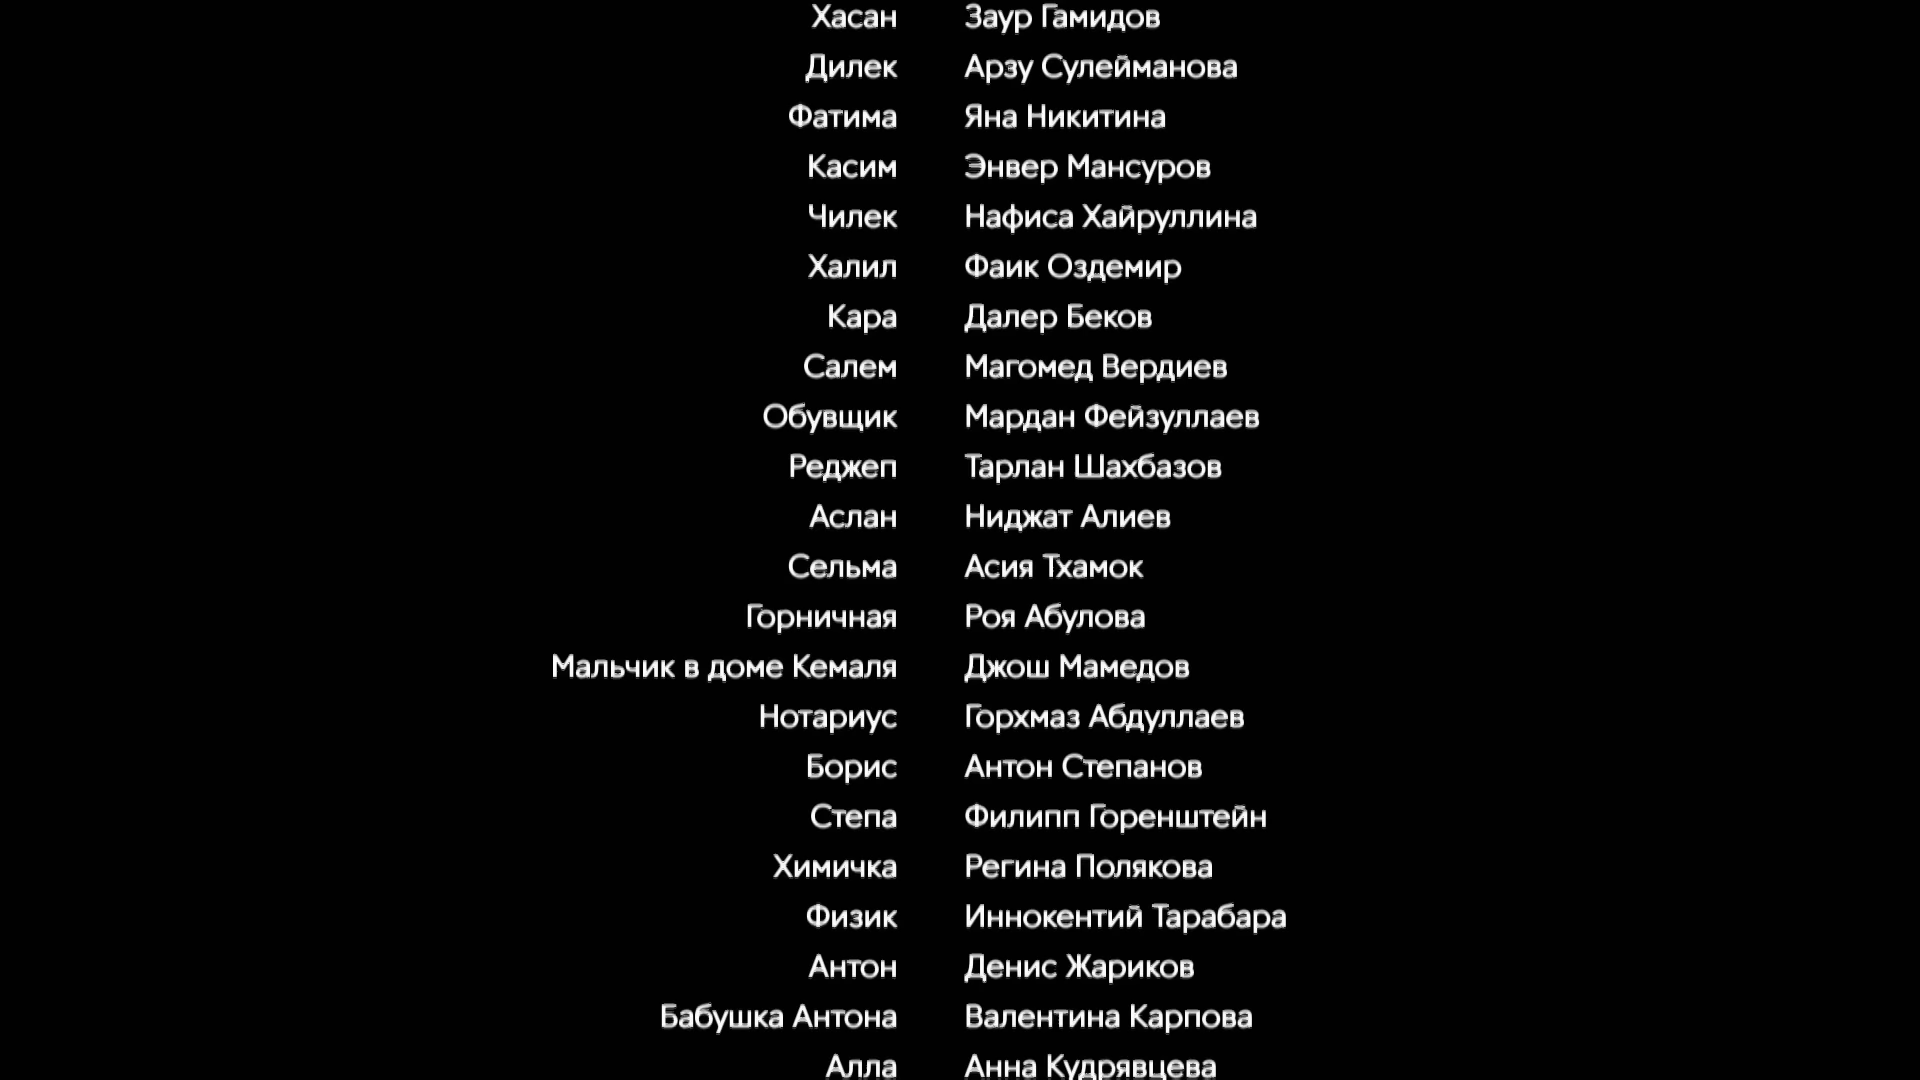 Хасан Заур Гамидов
Дилек Арзу Сулейманова
Фатима Яна Никитина
Касим Энвер Мансуров
Чилек Нафиса Хайруллина
Халил Фаик Оздемир
Кара Далер Беков
Салем Магомед Вердиев
Обувщик Мардан Фейзуллаев
Реджеп Тарлан Шахбазов
Аслан Ниджат Алиев
Сельма Асия Тхамок
Горничная Роя Абулова
Мальчик в доме Кемаля Джош Мамедов
Нотариус Горхмаз Абдуллаев
Борис Антон Степанов
Степа Филипп Горенштейн
Химичка Регина Полякова
Физик Иннокентий Тарабара
Антон Денис Жариков
Бабушка Антона Валентина Карпова
Алла Анна Кудрявцева